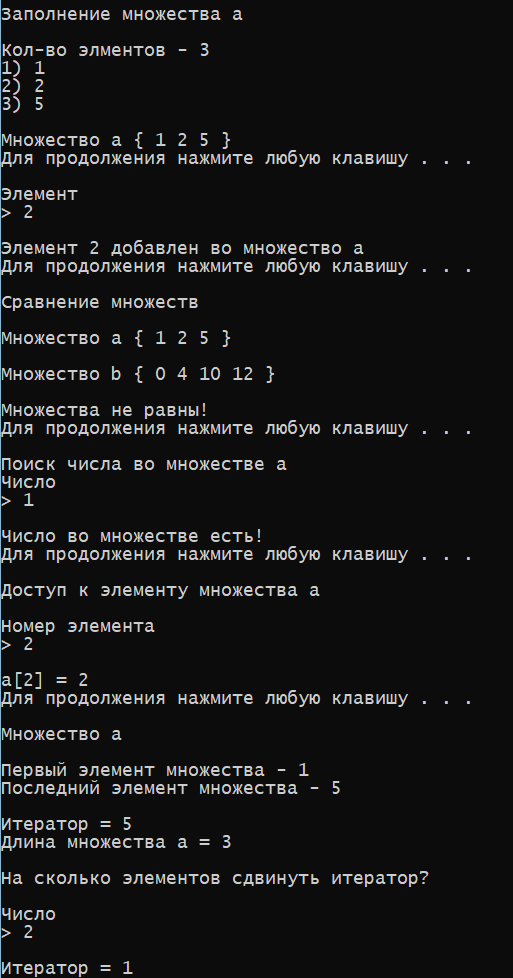 Заполнение множества a
Кол-во элментов - 3
1) 1
2) 2
3) 5
Множество a { 1 2 5 }
Для продолжения нажмите любую клавишу . . .
Элемент
> 2
Элемент 2 добавлен во множество a
Для продолжения нажмите любую клавишу . . .
Сравнение множеств
Множество a { 1 2 5 }
Множество b { 0 4 10 12 }
Множества не равны!
Для продолжения нажмите любую клавишу . . .
Поиск числа во множестве a
Число
> 1
Число во множестве есть!
Для продолжения нажмите любую клавишу . . .
Доступ к элементу множества a
Номер элемента
> 2
a[2] = 2
Для продолжения нажмите любую клавишу . . .
Множество a
Первый элемент множества - 1
Последний элемент множества - 5
Итератор = 5
Длина множества a = 3
На сколько элементов сдвинуть итератор?
Число
> 2
Итератор = 1